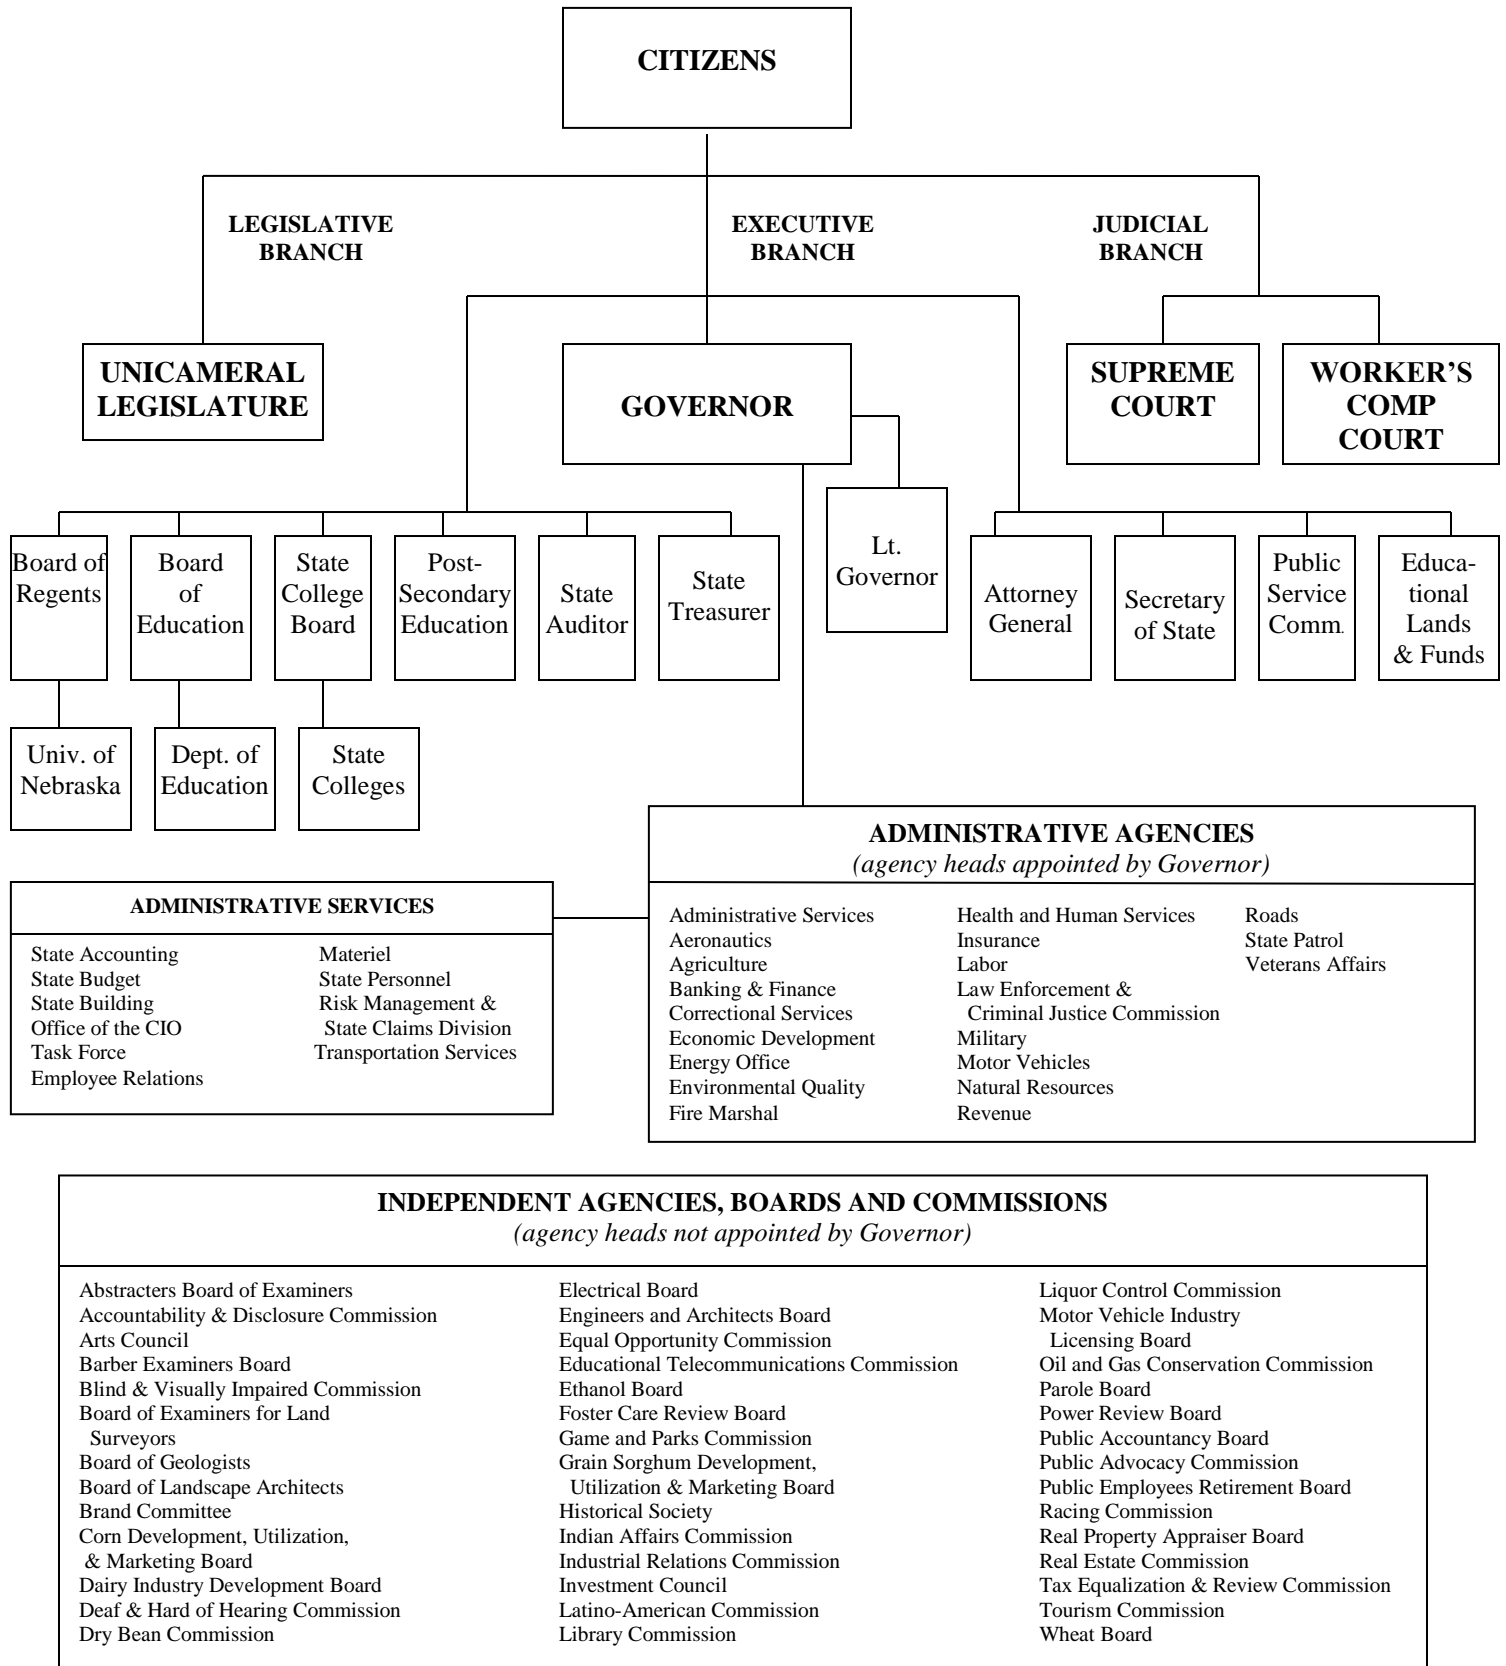 CITIZENS
LEGISLATIVE
BRANCH
EXECUTIVE
BRANCH
JUDICIAL
BRANCH
UNICAMERAL
LEGISLATURE
GOVERNOR
SUPREME
COURT
WORKER'S
COMP
COURT
Lt.
Governor
Board of
Regents
Board
of
Education
State
College
Board
Post-
Secondary
Education
State
Auditor
State
Treasurer
Attorney
General
Secretary
of State
Public
Service
Comm.
Educa-
tional
Lands
& Funds
Univ. of
Nebraska
Dept. of
Education
State
Colleges
ADMINISTRATIVE AGENCIES
(agency heads appointed by Governor)
Administrative Services
Aeronautics
Agriculture
Banking & Finance
Correctional Services
Economic Development
Energy Office
Environmental Quality
Fire Marshal
Health and Human Services
Insurance
Labor
Law Enforcement &
Criminal Justice Commission
Military
Motor Vehicles
Natural Resources
Revenue
Roads
State Patrol
Veterans Affairs
ADMINISTRATIVE SERVICES
State Accounting
State Budget
State Building
Office of the CIO
Task Force
Employee Relations
Materiel
State Personnel
Risk Management &
State Claims Division
Transportation Services
INDEPENDENT AGENCIES, BOARDS AND COMMISSIONS
(agency heads not appointed by Governor)
Abstracters Board of Examiners
Accountability & Disclosure Commission
Arts Council
Barber Examiners Board
Blind & Visually Impaired Commission
Board of Examiners for Land
Surveyors
Board of Geologists
Board of Landscape Architects
Brand Committee
Corn Development, Utilization,
& Marketing Board
Dairy Industry Development Board
Deaf & Hard of Hearing Commission
Dry Bean Commission
Electrical Board
Engineers and Architects Board
Equal Opportunity Commission
Educational Telecommunications Commission
Ethanol Board
Foster Care Review Board
Game and Parks Commission
Grain Sorghum Development,
Utilization & Marketing Board
Historical Society
Indian Affairs Commission
Industrial Relations Commission
Investment Council
Latino-American Commission
Library Commission
Liquor Control Commission
Motor Vehicle Industry
Licensing Board
Oil and Gas Conservation Commission
Parole Board
Power Review Board
Public Accountancy Board
Public Advocacy Commission
Public Employees Retirement Board
Racing Commission
Real Property Appraiser Board
Real Estate Commission
Tax Equalization & Review Commission
Tourism Commission
Wheat Board